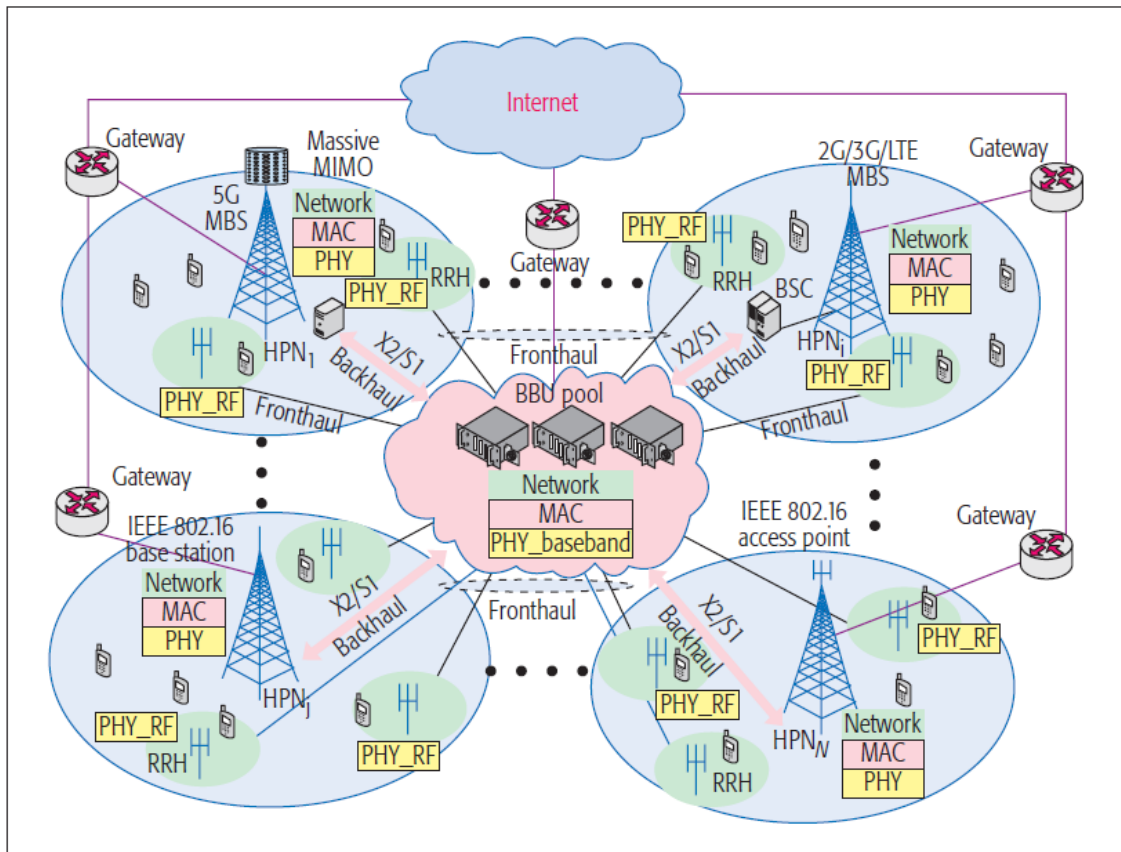 Internet
Gateway
Massive
MIMO
5G
MBS
Network
MAC
PHY
PHY_RF
RRH
HPN1
PHY_RF
X2/S1
Backhaul
Fronthaul
Gateway
Fronthaul
2G/3G/LTE
MBS
Gateway
PHY_RF
RRH
BSC
Network
MAC
PHY
HPNi
PHY_RF
X2/S1
Backhaul
Fronthaul
BBU pool
Network
MAC
PHY_baseband
Fronthaul
Gateway
IEEE 802.16
base station
Network
MAC
PHY
X2/S1
Backhaul
HPNj
PHY_RF
RRH
PHY_RF
IEEE 802.16
access point
Gateway
X2/S1
Backhaul
PHY_RF
PHY_RF
HPNN
Network
MAC
PHY
RRH